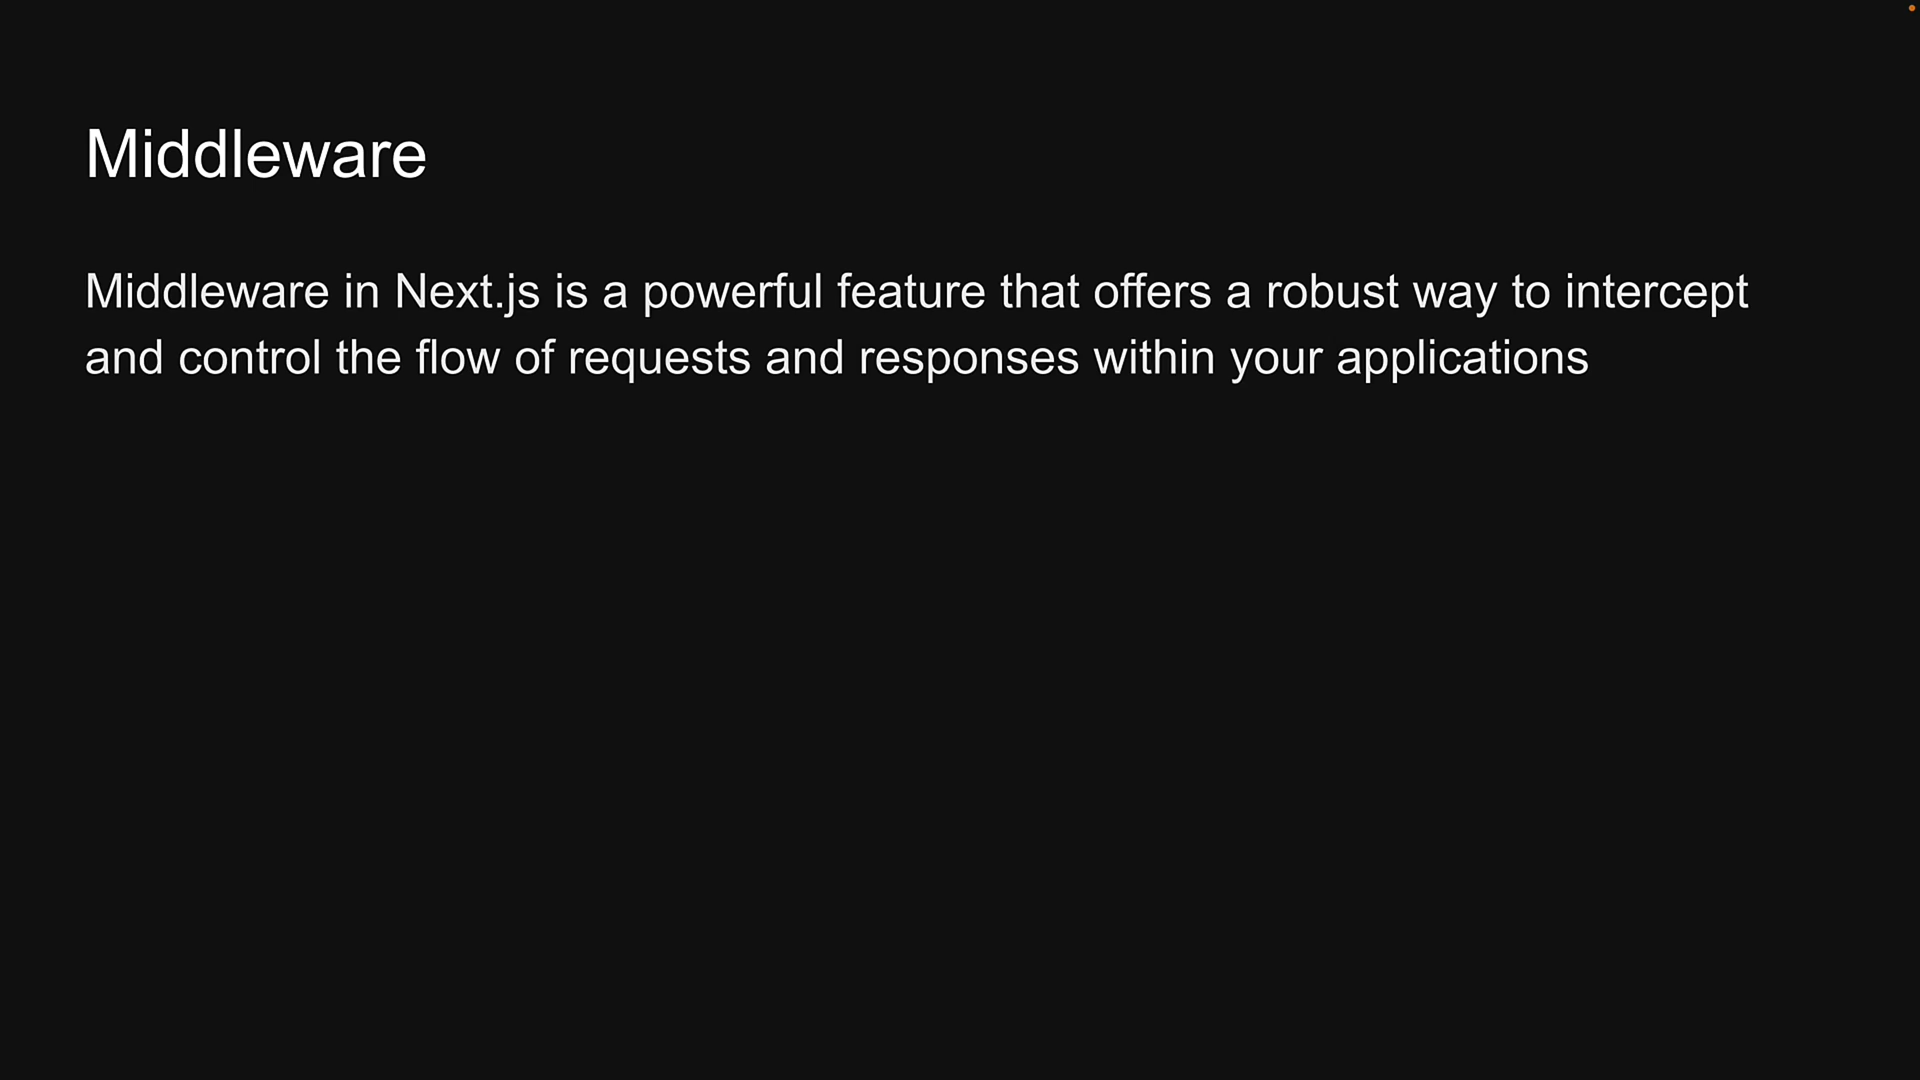 Middleware
Middleware in Next.js is a powerful feature that offers a robust way to intercept
and control the flow of requests and responses within your applications